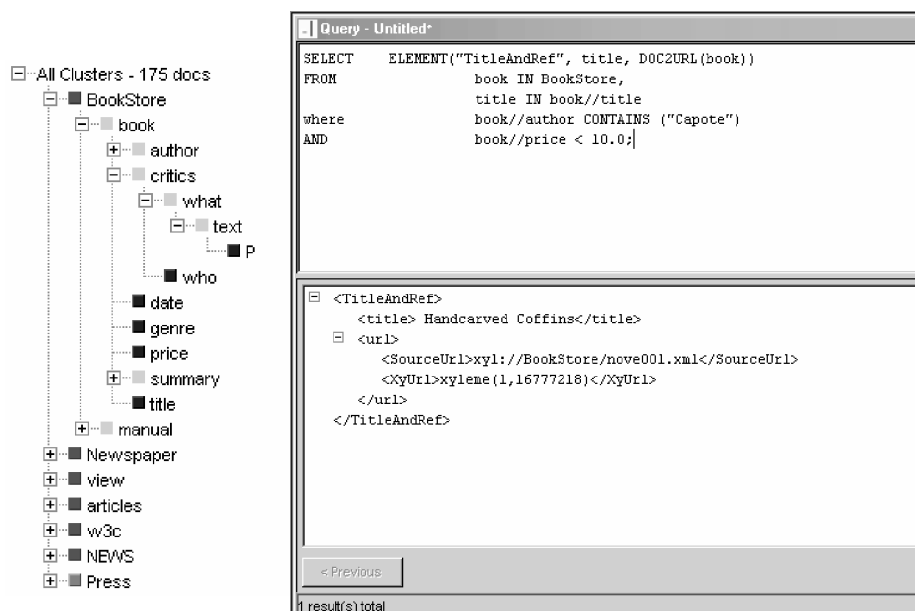 All Clusters - 175 docs
BookStore
book
author
critics
what
text
P
who
date
genre
price
summary
title
manual
Newspaper
view
articles
w3c
NEWS
Press
Query - Untitled*
SELECT ELEMENT("TitleAndRef", title, DOC2URL(book))
FROM book IN BookStore,
title IN book//title
where book//author CONTAINS ("Capote")
AND book//price < 10.0;
<TitleAndRef>
<title> Handcarved Coffins</title>
<url>
<SourceUrl>xyl://BookStore/nove001.xml</SourceUrl>
<XyUrl>xyleme(1,16777218)</XyUrl>
</url>
</TitleAndRef>
< Previous
1 result(s) total